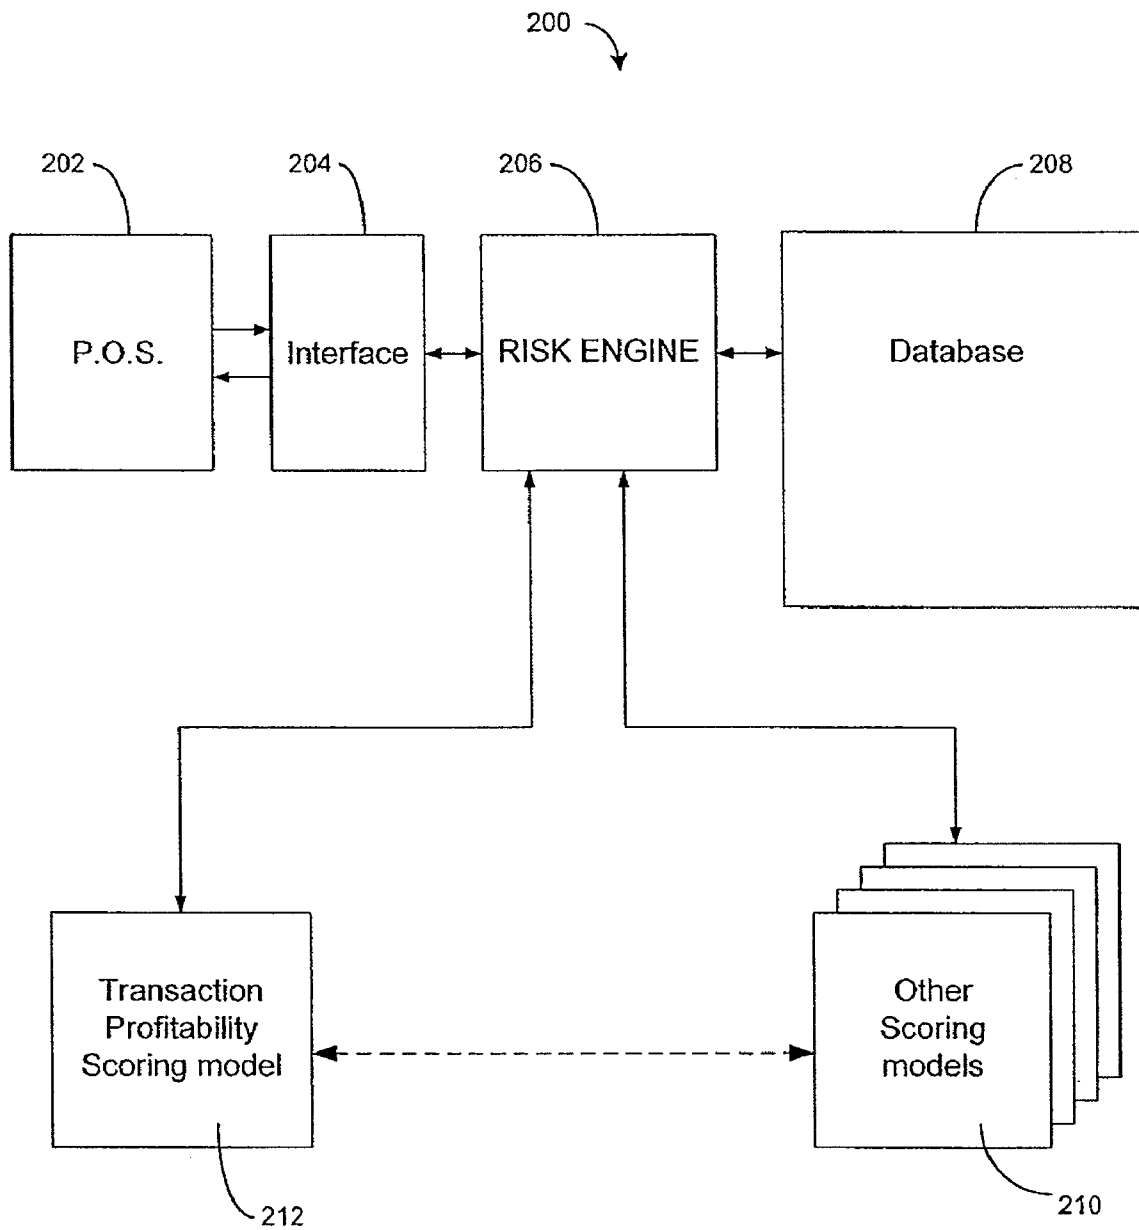 200
202
204
206
208
P.O.S.
Interface
RISK ENGINE
Database
Transaction
Profitability
Scoring model
Other
Scoring
models
212
210